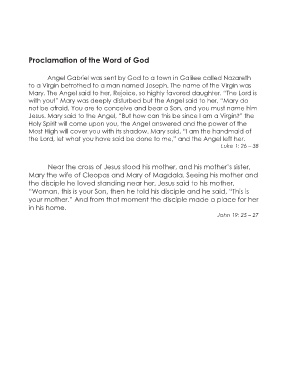 Proclamation of the Word of God
Angel Gabriel was sent by God to a town in Galilee called Nazareth
to a Virgin betrothed to a man named Joseph. The name of the Virgin was
Mary. The Angel said to her, Rejoice, so highly favored daughter. "The Lord is
with you!" Mary was deeply disturbed but the Angel said to her. "Mary do
not be afraid. You are to conceive and bear a Son, and you must name him
Jesus. Mary said to the Angel, "But how can this be since I am a Virgin?" the
Holy Spirit will come upon you, the Angel answered and the power of the
Most High will cover you with its shadow. Mary said, "I am the handmaid of
the Lord, let what you have said be done to me," and the Angel left her.
Luke 1: 26 – 38
Near the cross of Jesus stood his mother, and his mother's sister,
Mary the wife of Cleopas and Mary of Magdala. Seeing his mother and
the disciple he loved standing near her, Jesus said to his mother,
"Woman, this is your Son, then he told his disciple and he said, "This is
your mother." And from that moment the disciple made a place for her
in his home.
John 19: 25 – 27